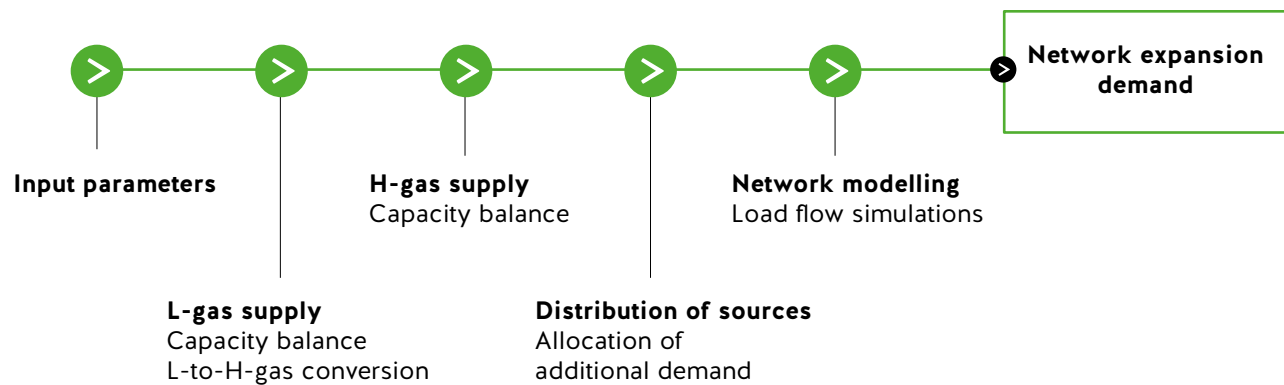 Input parameters
L-gas supply
Capacity balance
L-to-H-gas conversion
H-gas supply
Capacity balance
Distribution of sources
Allocation of
additional demand
Network modelling
Load flow simulations
Network expansion
demand